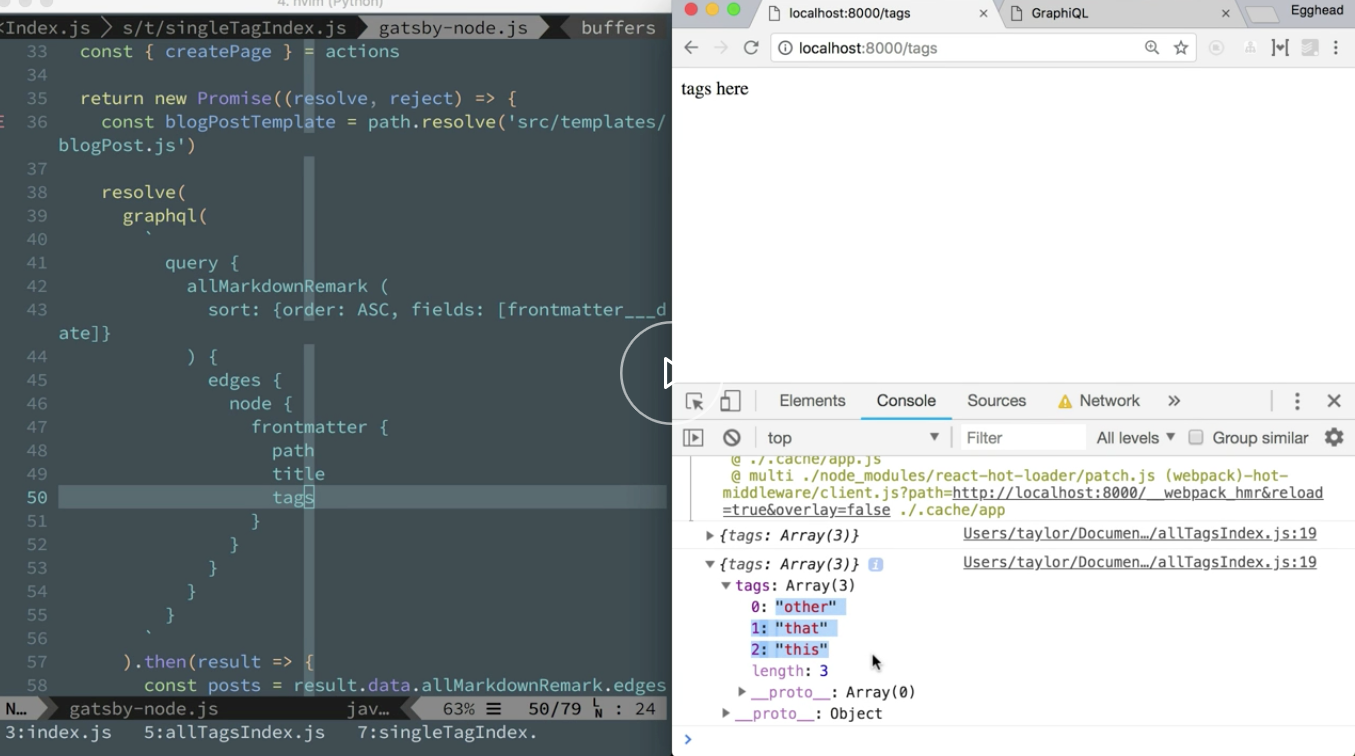 4. nvim (Python)
<Index.js > s/t/singleTagIndex.js gatsby-node.js buffers
33 const { createPage } = actions
34
35 return new Promise((resolve, reject) => {
E 36 const blogPostTemplate = path.resolve('src/templates/
blogPost.js')
37
38 resolve(
39 graphql(
40 `
41 query {
42 allMarkdownRemark (
43 sort: {order: ASC, fields: [frontmatter___d
ate]}
44 ) {
45 edges {
46 node {
47 frontmatter {
48 path
49 title
50 tags
51 }
52 }
53 }
54 }
55 }
56 `
57 ).then(result => {
58 const posts = result.data.allMarkdownRemark.edges
N… gatsby-node.js jav… 63% ☰ 50/79 LN : 24
3:index.js 5:allTagsIndex.js 7:singleTagIndex.
localhost:8000/tags × GraphiQL × Egghead
localhost:8000/tags
tags here
Elements Console Sources Network »
top Filter All levels Group similar
@ ./.cache/app.js
@ multi ./node_modules/react-hot-loader/patch.js (webpack)-hot-
middleware/client.js?path=http://localhost:8000/__webpack_hmr&reload
=true&overlay=false ./.cache/app
{tags: Array(3)} Users/taylor/Documen…/allTagsIndex.js:19
{tags: Array(3)} i Users/taylor/Documen…/allTagsIndex.js:19
tags: Array(3)
0: "other"
1: "that"
2: "this"
length: 3
__proto__: Array(0)
__proto__: Object
>